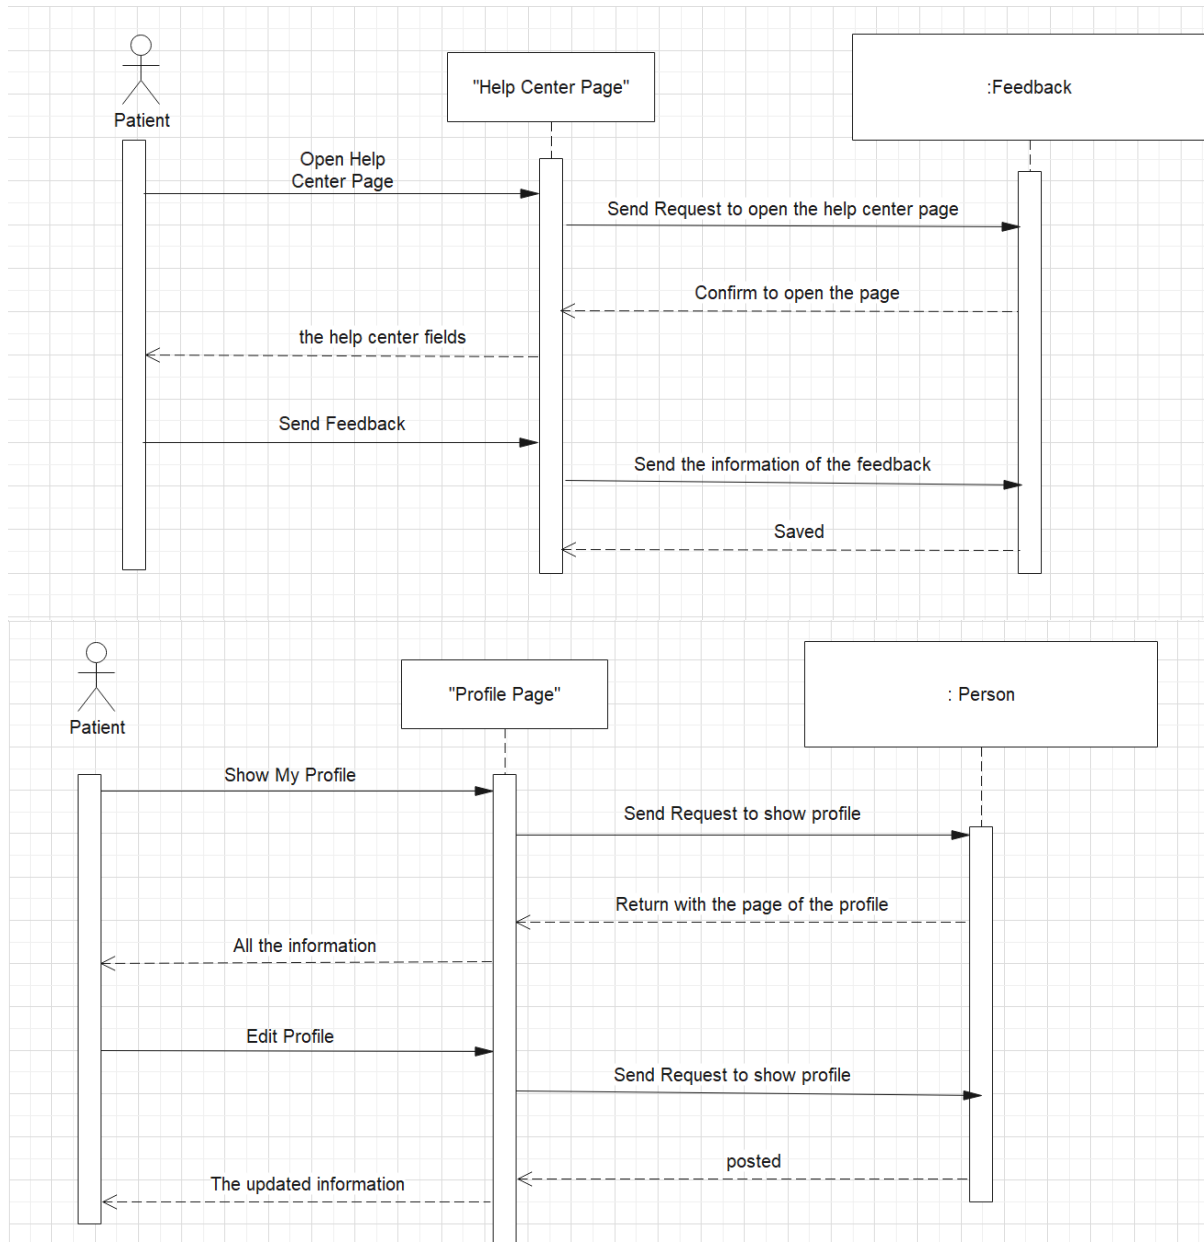 Patient
"Help Center Page"
:Feedback
Open Help
Center Page
Send Request to open the help center page
Confirm to open the page
the help center fields
Send Feedback
Send the information of the feedback
Saved
Patient
"Profile Page"
: Person
Show My Profile
Send Request to show profile
Return with the page of the profile
All the information
Edit Profile
Send Request to show profile
posted
The updated information